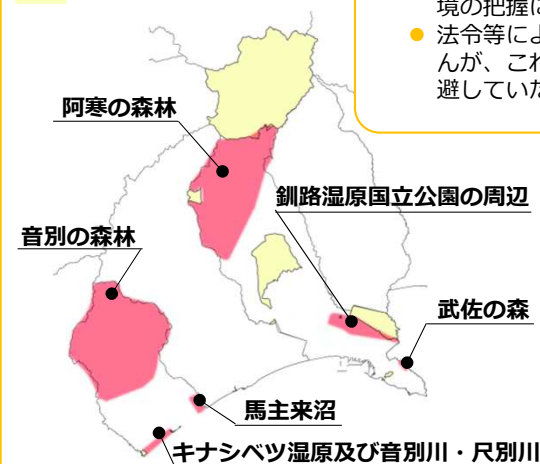 境の把握に
● 法令等によ
んが、これ
避していた
阿寒の森林
釧路湿原国立公園の周辺
音別の森林
武佐の森
馬主来沼
キナシベツ湿原及び音別川・尺別川